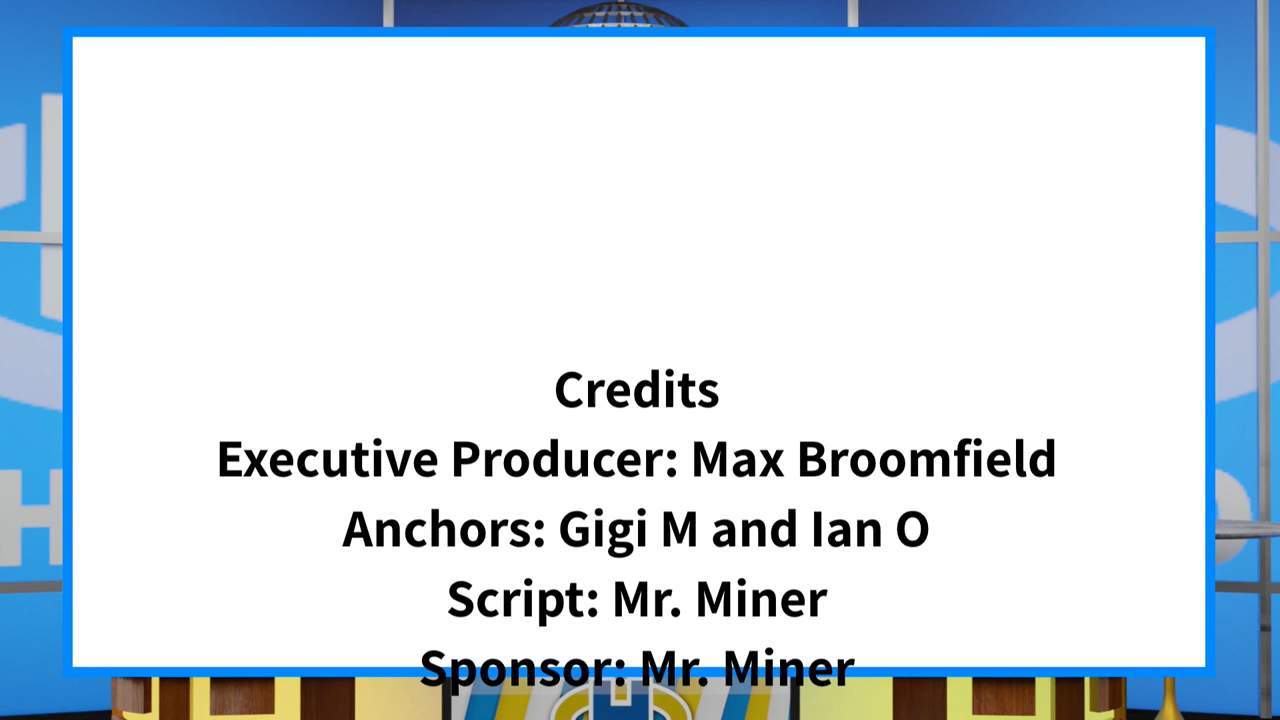 Credits
Executive Producer: Max Broomfield
Anchors: Gigi M and Ian O
Script: Mr. Miner
Sponsor: Mr. Miner